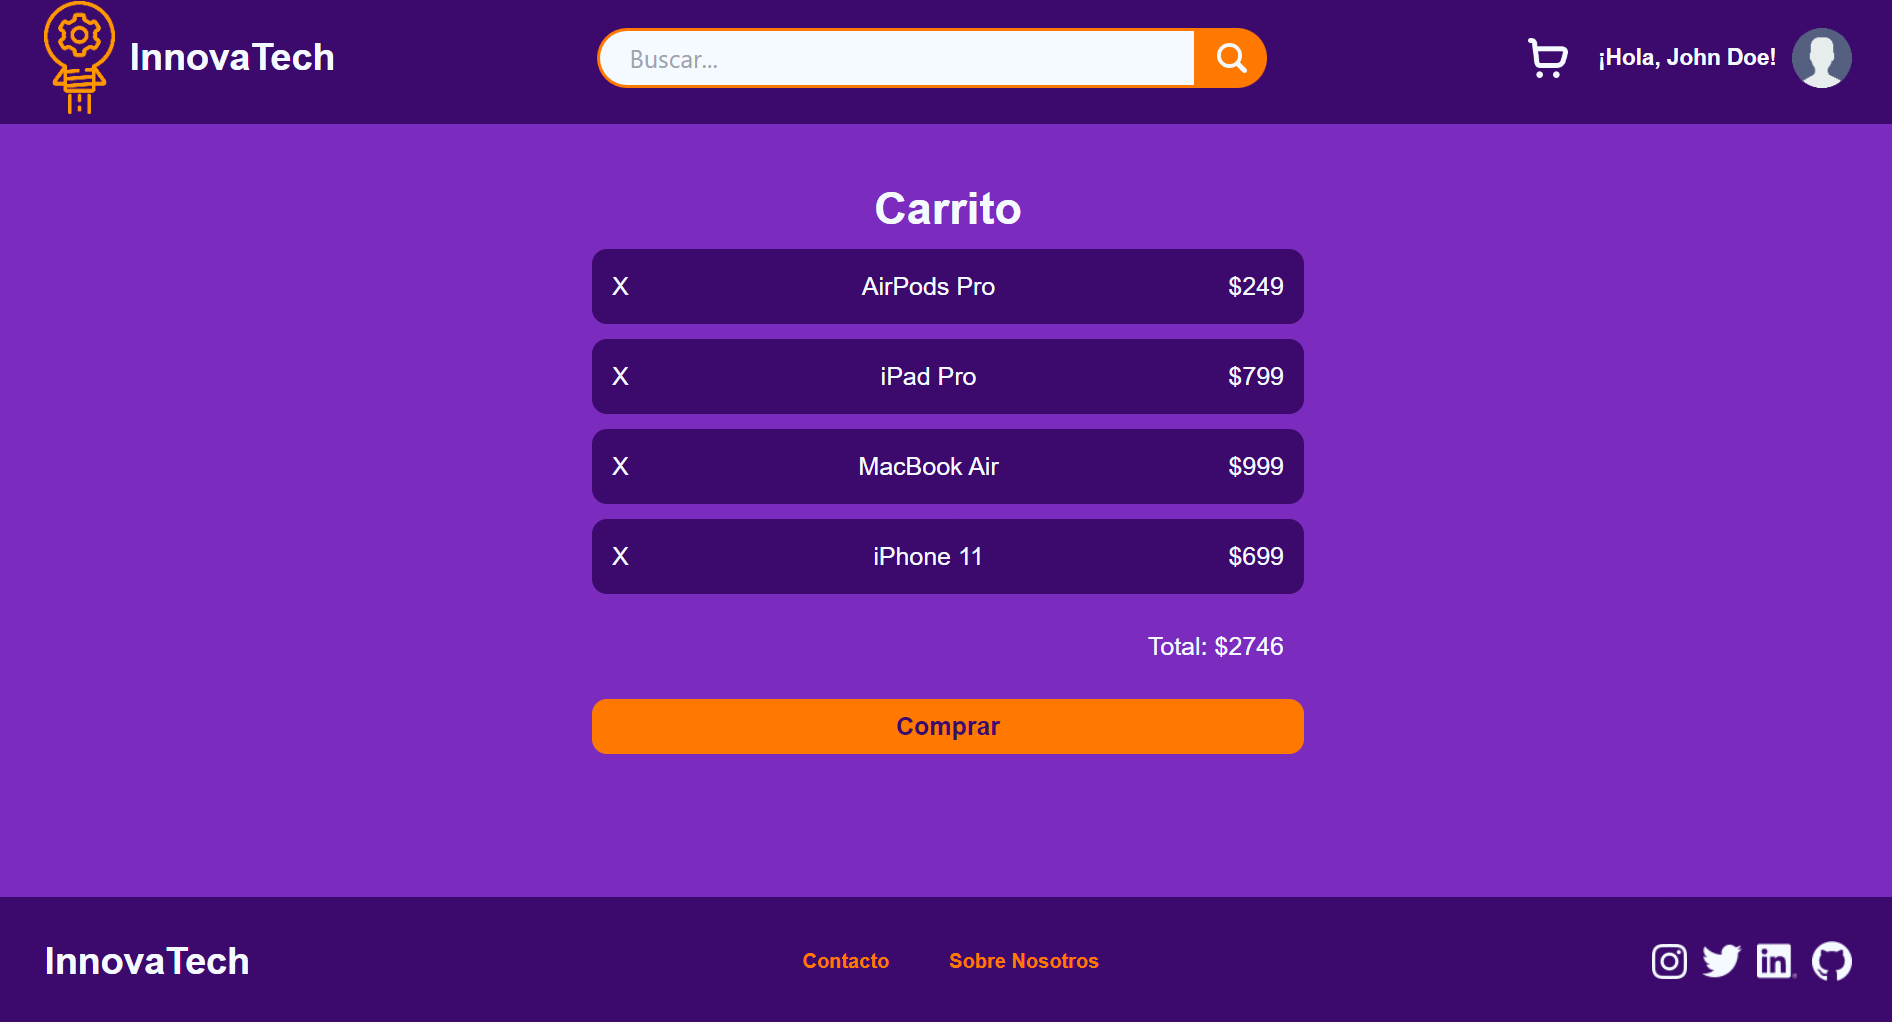 InnovaTech
Buscar...
¡Hola, John Doe!
Carrito
X AirPods Pro $249
X iPad Pro $799
X MacBook Air $999
X iPhone 11 $699
Total: $2746
Comprar
InnovaTech
Contacto Sobre Nosotros
in